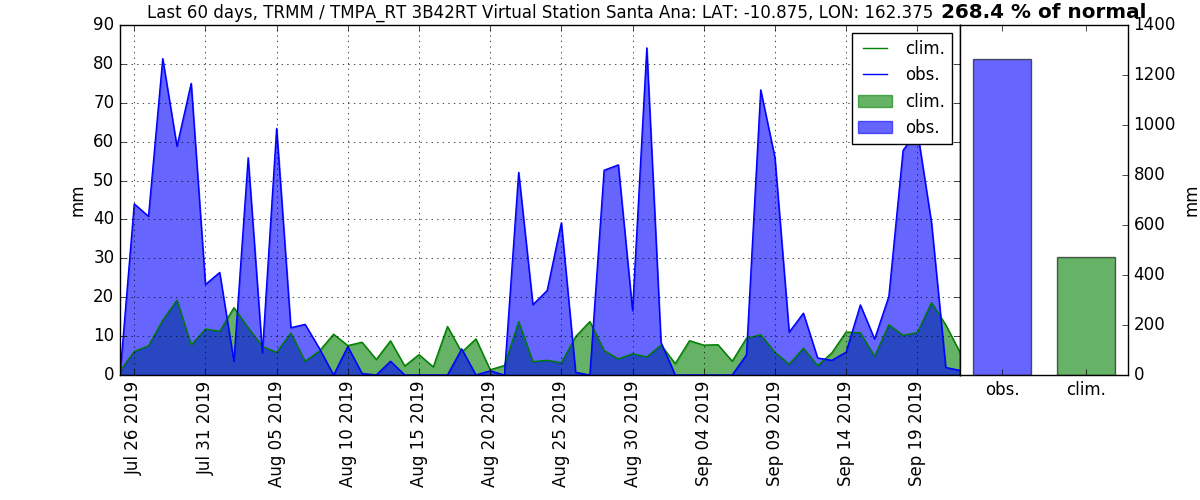 Last 60 days, TRMM / TMPA_RT 3B42RT Virtual Station Santa Ana: LAT: -10.875, LON: 162.375 268.4 % of normal
90
80
70
60
50
40
30
20
10
0
mm
clim.
obs.
clim.
obs.
1400
1200
1000
800
600
400
200
0
mm
Jul 26 2019
Jul 31 2019
Aug 05 2019
Aug 10 2019
Aug 15 2019
Aug 20 2019
Aug 25 2019
Aug 30 2019
Sep 04 2019
Sep 09 2019
Sep 14 2019
Sep 19 2019
obs.
clim.